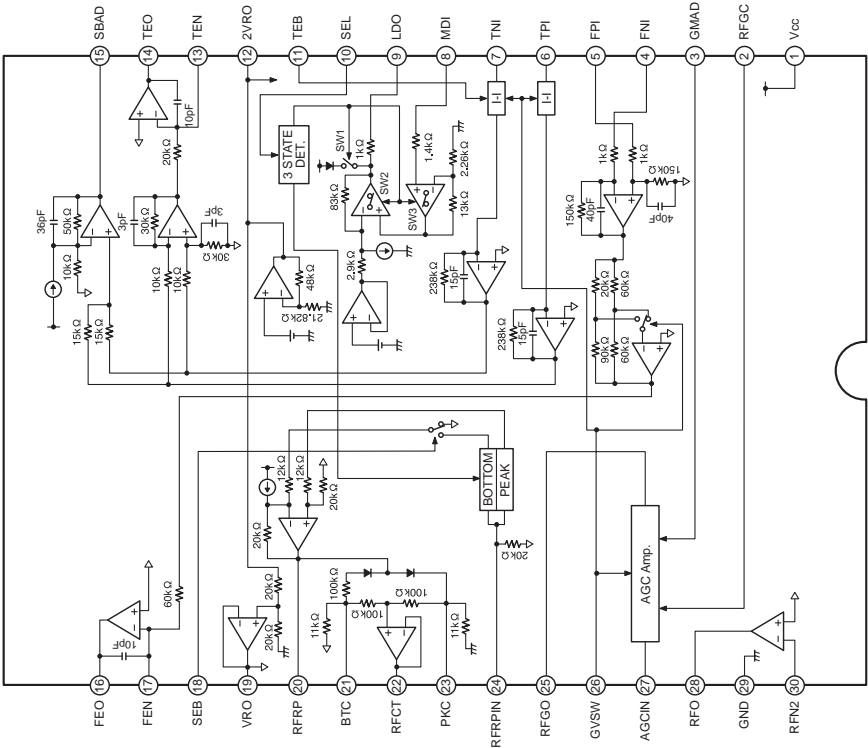 SBAD
TEO
TEN
2VRO
TEB
SEL
LDO
MDI
TNI
TPI
FPI
FNI
GMAD
RFGC
Vcc
15
14
13
12
11
10
9
8
7
6
5
4
3
2
1
36pF
50kΩ
10kΩ
15kΩ
15kΩ
10pF
20kΩ
3pF
30kΩ
3pF
30kΩ
10kΩ
10kΩ
48kΩ
21.82kΩ
3 STATE
DET.
SW1
1kΩ
SW2
83kΩ
2.9kΩ
1.4kΩ
2.26kΩ
13kΩ
SW3
I-I
I-I
238kΩ
15pF
238kΩ
15pF
1kΩ
1kΩ
150kΩ
150kΩ
40pF
40pF
20kΩ
60kΩ
90kΩ
60kΩ
12kΩ
12kΩ
20kΩ
20kΩ
BOTTOM
PEAK
20kΩ
60kΩ
10pF
20kΩ
20kΩ
100kΩ
100kΩ
100kΩ
11kΩ
11kΩ
AGC Amp.
16
17
18
19
20
21
22
23
24
25
26
27
28
29
30
FEO
FEN
SEB
VRO
RFRP
BTC
RFCT
PKC
RFRPIN
RFGO
GVSW
AGCIN
RFO
GND
RFN2